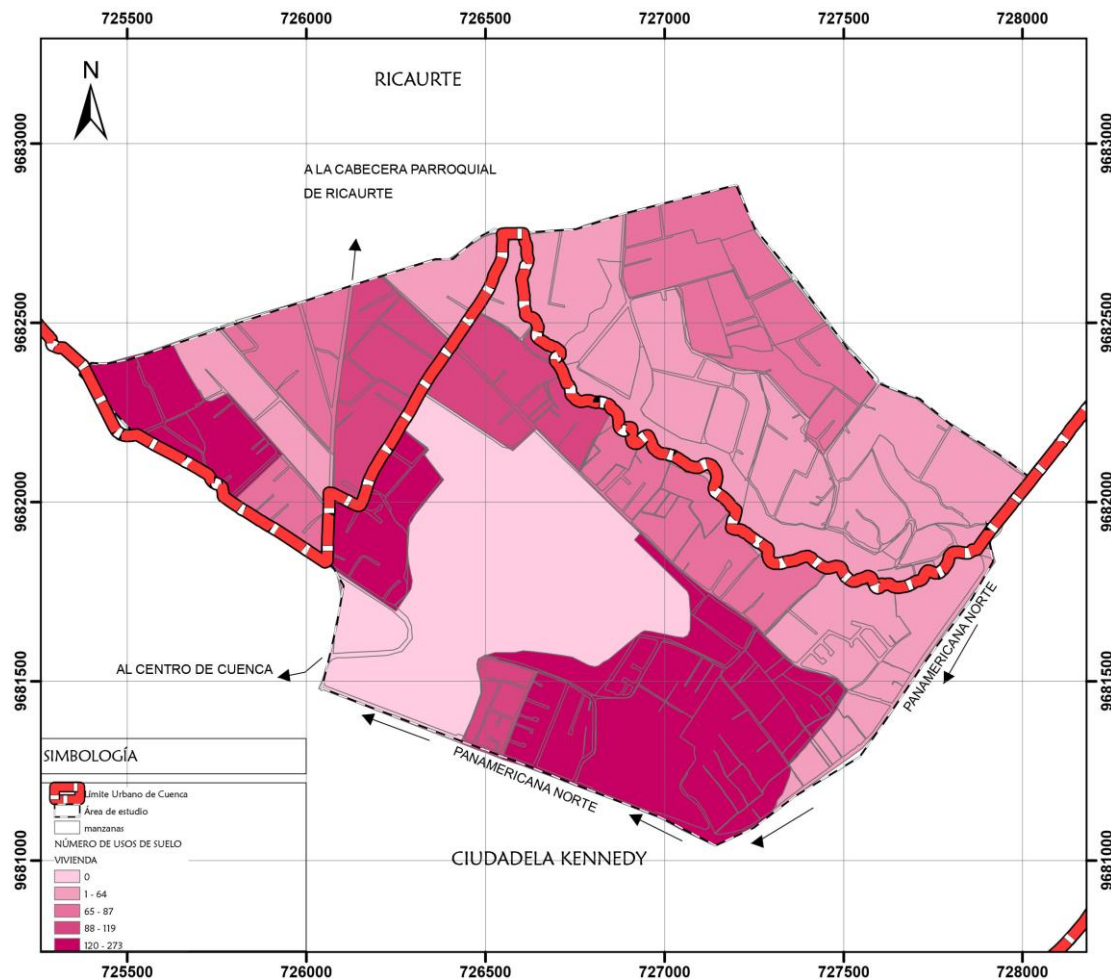 725500 726000 726500 727000 727500 728000
RICAURTE
N
9683000 9683000
A LA CABECERA PARROQUIAL
DE RICAURTE
9682500 9682500
9682000 9682000
PANAMERICANA NORTE
AL CENTRO DE CUENCA
9681500 9681500
PANAMERICANA NORTE
CIUDADELA KENNEDY
9681000 9681000
SIMBOLOGÍA
Límite Urbano de Cuenca
Área de estudio
manzanas
NÚMERO DE USOS DE SUELO
VIVIENDA
0
1 - 64
65 - 87
88 - 119
120 - 273
725500 726000 726500 727000 727500 728000